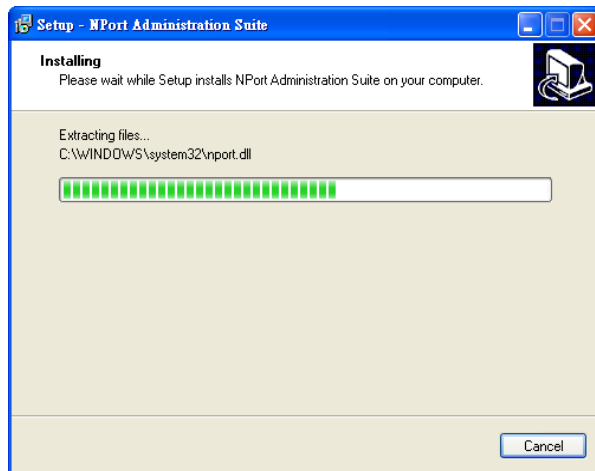 Setup - NPort Administration Suite
Installing
Please wait while Setup installs NPort Administration Suite on your computer.
Extracting files...
C:\WINDOWS\system32\nport.dll
Cancel